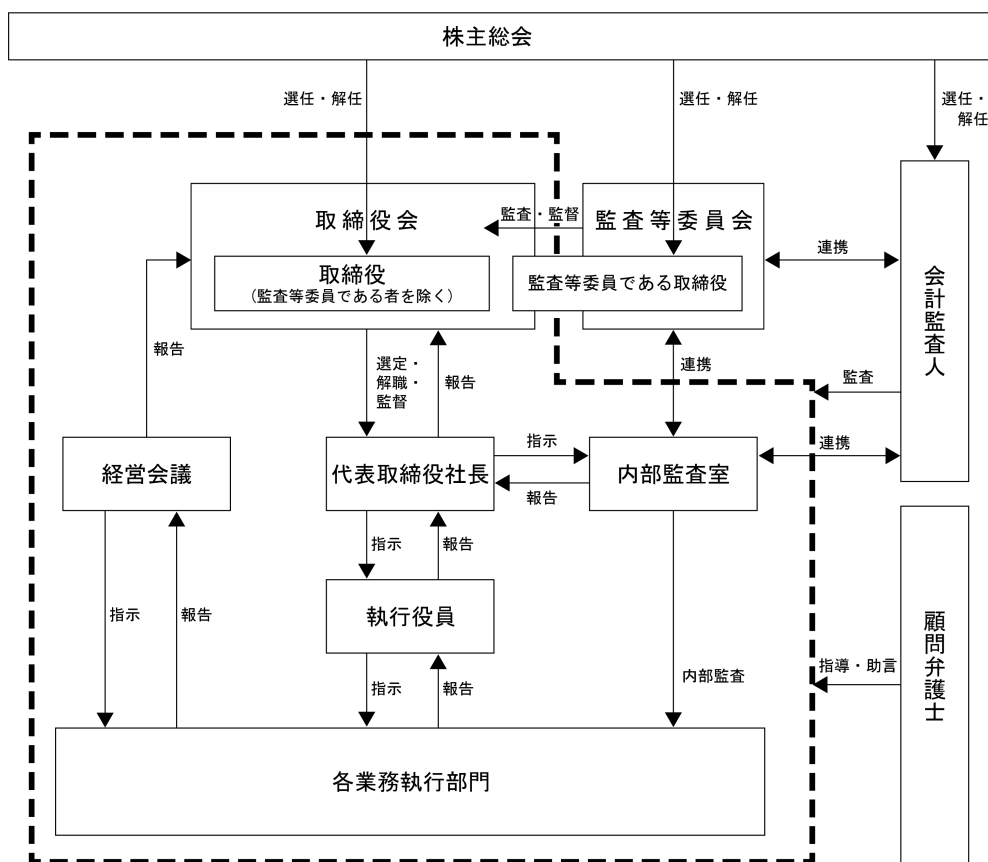 株主総会
選任・解任
選任・解任
選任・
解任
取締役会
監査・監督
監査等委員会
取締役
(監査等委員である者を除く)
監査等委員である取締役
連携
会計監査人
報告
選定・
解職・
監督
報告
連携
監査
経営会議
代表取締役社長
指示
報告
内部監査室
連携
指示
報告
指示
報告
執行役員
顧問弁護士
指示
報告
内部監査
指導・助言
各業務執行部門